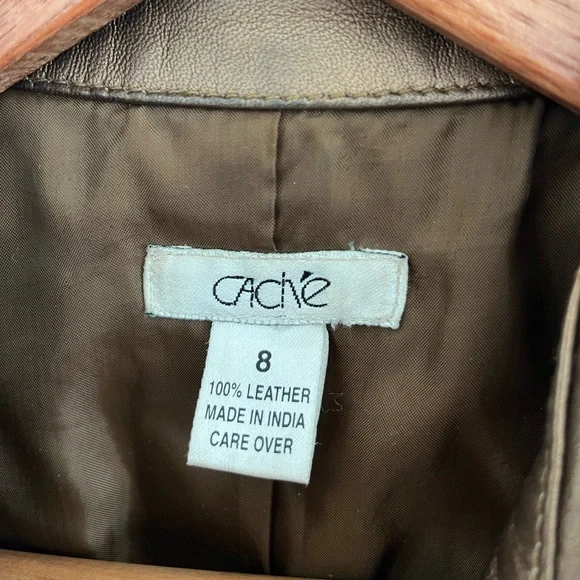 CAché
8
100% LEATHER
MADE IN INDIA
CARE OVER